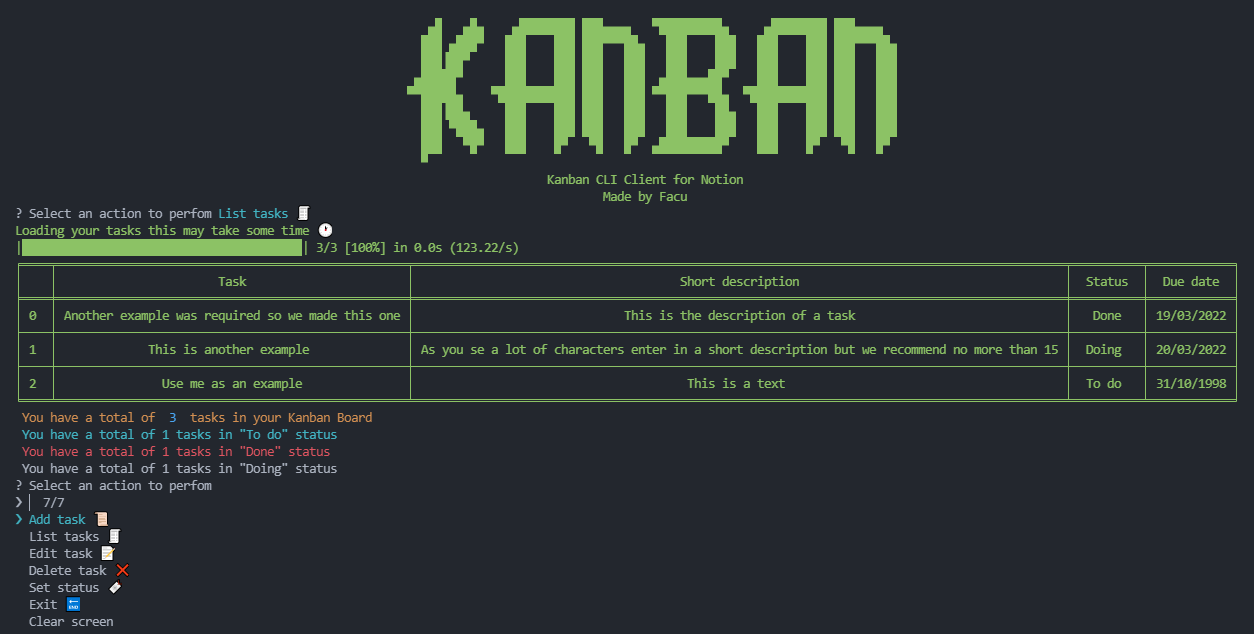 KANBAN
Kanban CLI Client for Notion
Made by Facu
? Select an action to perfom List tasks
Loading your tasks this may take some time
| | 3/3 [100%] in 0.0s (123.22/s)
Task Short description Status Due date
0 Another example was required so we made this one This is the description of a task Done 19/03/2022
1 This is another example As you se a lot of characters enter in a short description but we recommend no more than 15 Doing 20/03/2022
2 Use me as an example This is a text To do 31/10/1998
You have a total of 3 tasks in your Kanban Board
You have a total of 1 tasks in "To do" status
You have a total of 1 tasks in "Done" status
You have a total of 1 tasks in "Doing" status
? Select an action to perfom
❯ 7/7
❯ Add task
List tasks
Edit task
Delete task
Set status
Exit
Clear screen